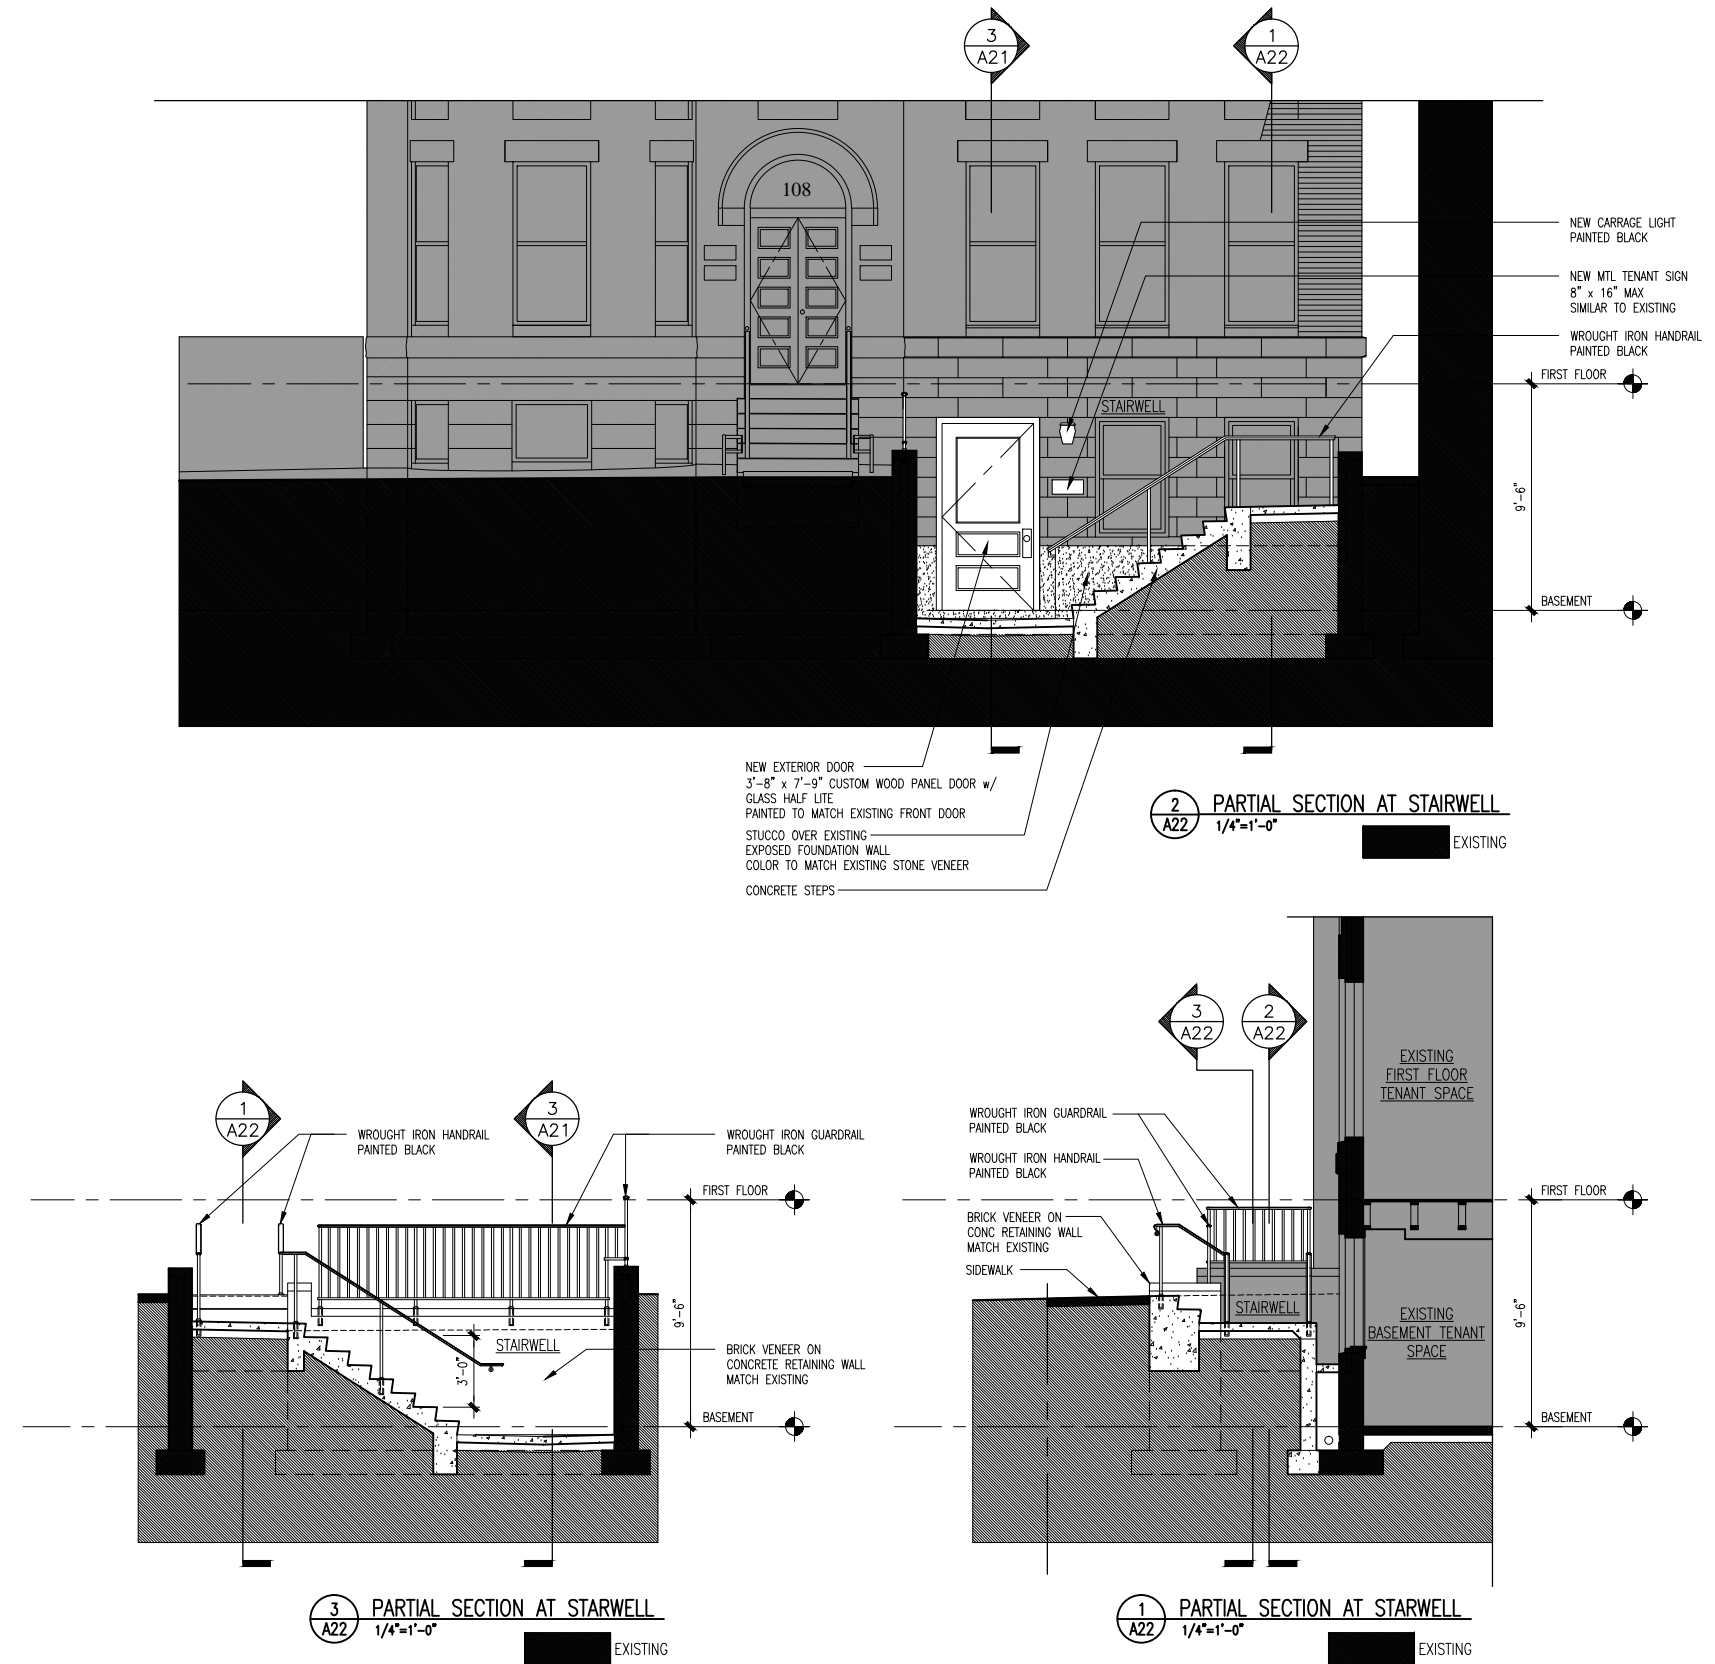 3
A21
1
A22
108
NEW CARRAGE LIGHT
PAINTED BLACK
NEW MTL TENANT SIGN
8" x 16" MAX
SIMILAR TO EXISTING
WROUGHT IRON HANDRAIL
PAINTED BLACK
FIRST FLOOR
STAIRWELL
9'-6"
BASEMENT
NEW EXTERIOR DOOR
3'-8" x 7'-9" CUSTOM WOOD PANEL DOOR w/
GLASS HALF LITE
PAINTED TO MATCH EXISTING FRONT DOOR
STUCCO OVER EXISTING
EXPOSED FOUNDATION WALL
COLOR TO MATCH EXISTING STONE VENEER
CONCRETE STEPS
2
A22
PARTIAL SECTION AT STAIRWELL
1/4"=1'-0"
EXISTING
1
A22
3
A21
WROUGHT IRON HANDRAIL
PAINTED BLACK
WROUGHT IRON GUARDRAIL
PAINTED BLACK
FIRST FLOOR
9'-6"
STAIRWELL
3'-0"
BRICK VENEER ON
CONCRETE RETAINING WALL
MATCH EXISTING
BASEMENT
3
A22
PARTIAL SECTION AT STARWELL
1/4"=1'-0"
EXISTING
3
A22
2
A22
EXISTING
FIRST FLOOR
TENANT SPACE
WROUGHT IRON GUARDRAIL
PAINTED BLACK
WROUGHT IRON HANDRAIL
PAINTED BLACK
FIRST FLOOR
BRICK VENEER ON
CONC RETAINING WALL
MATCH EXISTING
SIDEWALK
STAIRWELL
EXISTING
BASEMENT TENANT
SPACE
9'-6"
BASEMENT
1
A22
PARTIAL SECTION AT STARWELL
1/4"=1'-0"
EXISTING